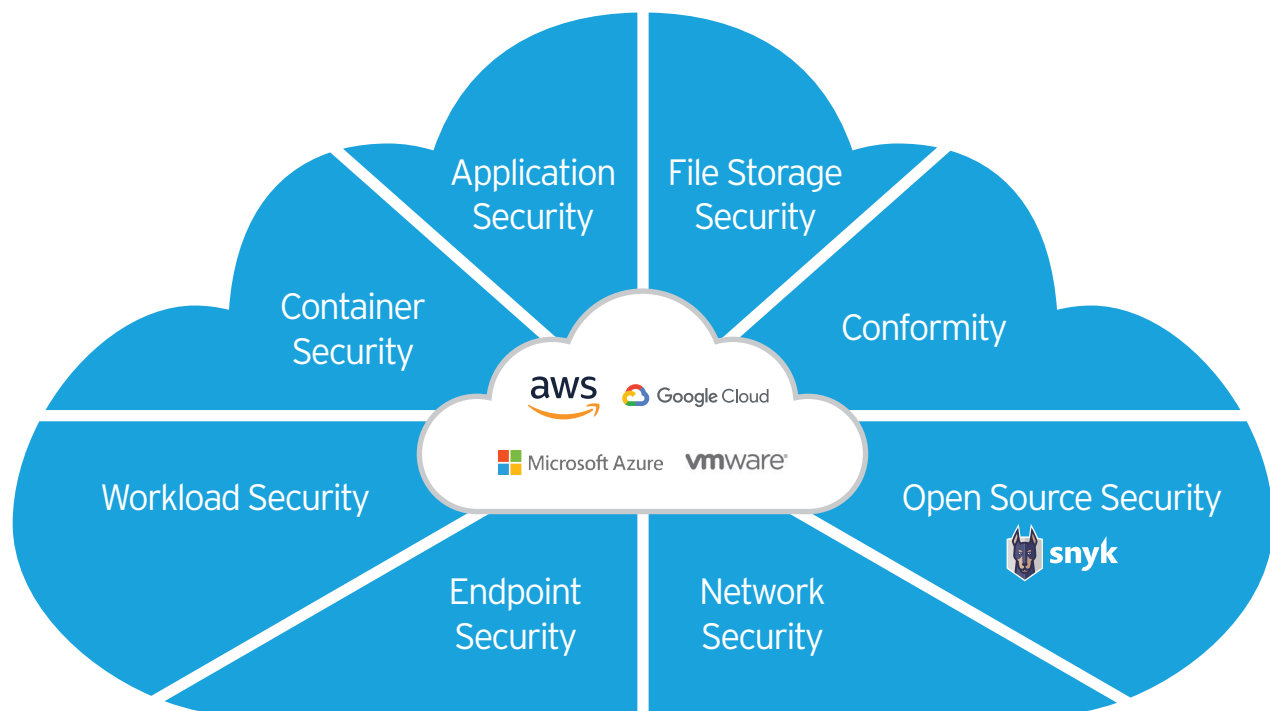 Application
Security
File Storage
Security
Container
Security
Conformity
aws
Google Cloud
Microsoft Azure
vmware®
Workload Security
Open Source Security
snyk
Endpoint
Security
Network
Security